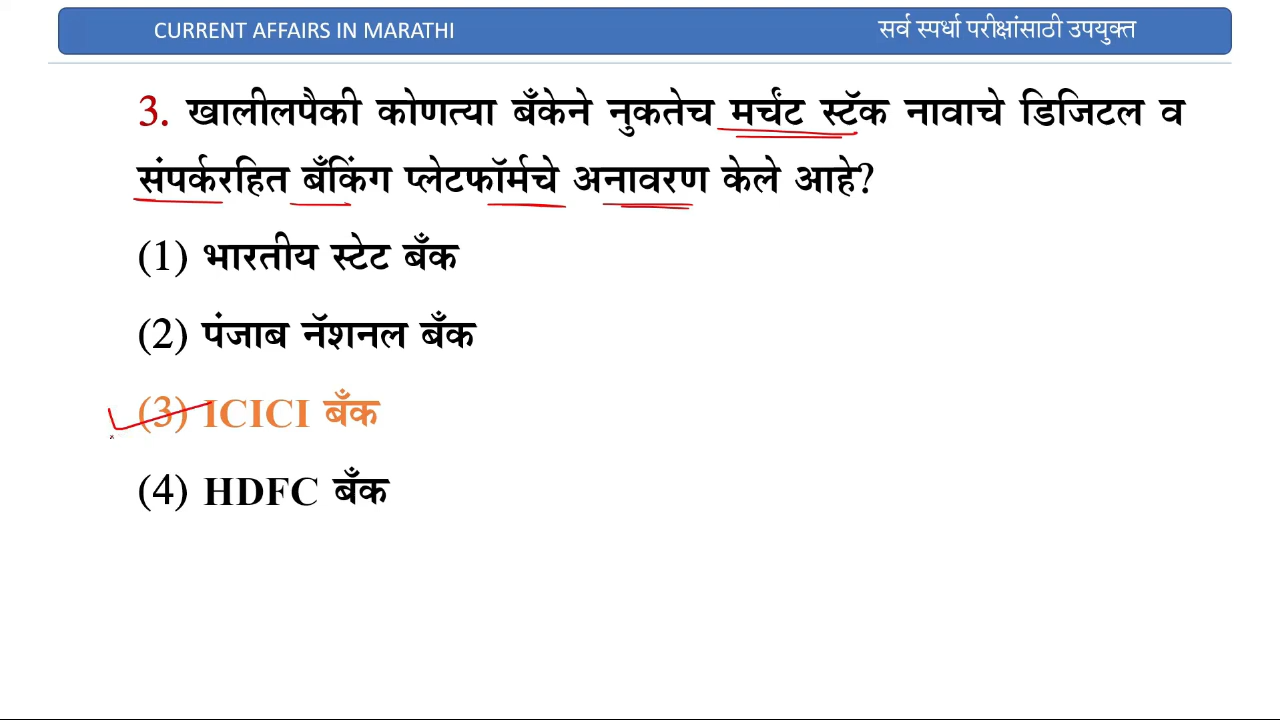 CURRENT AFFAIRS IN MARATHI
सर्व स्पर्धा परीक्षांसाठी उपयुक्त
3. खालीलपैकी कोणत्या बँकेने नुकतेच मर्चंट स्टॅक नावाचे डिजिटल व
संपर्करहित बँकिंग प्लेटफॉर्मचे अनावरण केले आहे?
(1) भारतीय स्टेट बँक
(2) पंजाब नॅशनल बँक
(3) ICICI बँक
(4) HDFC बँक